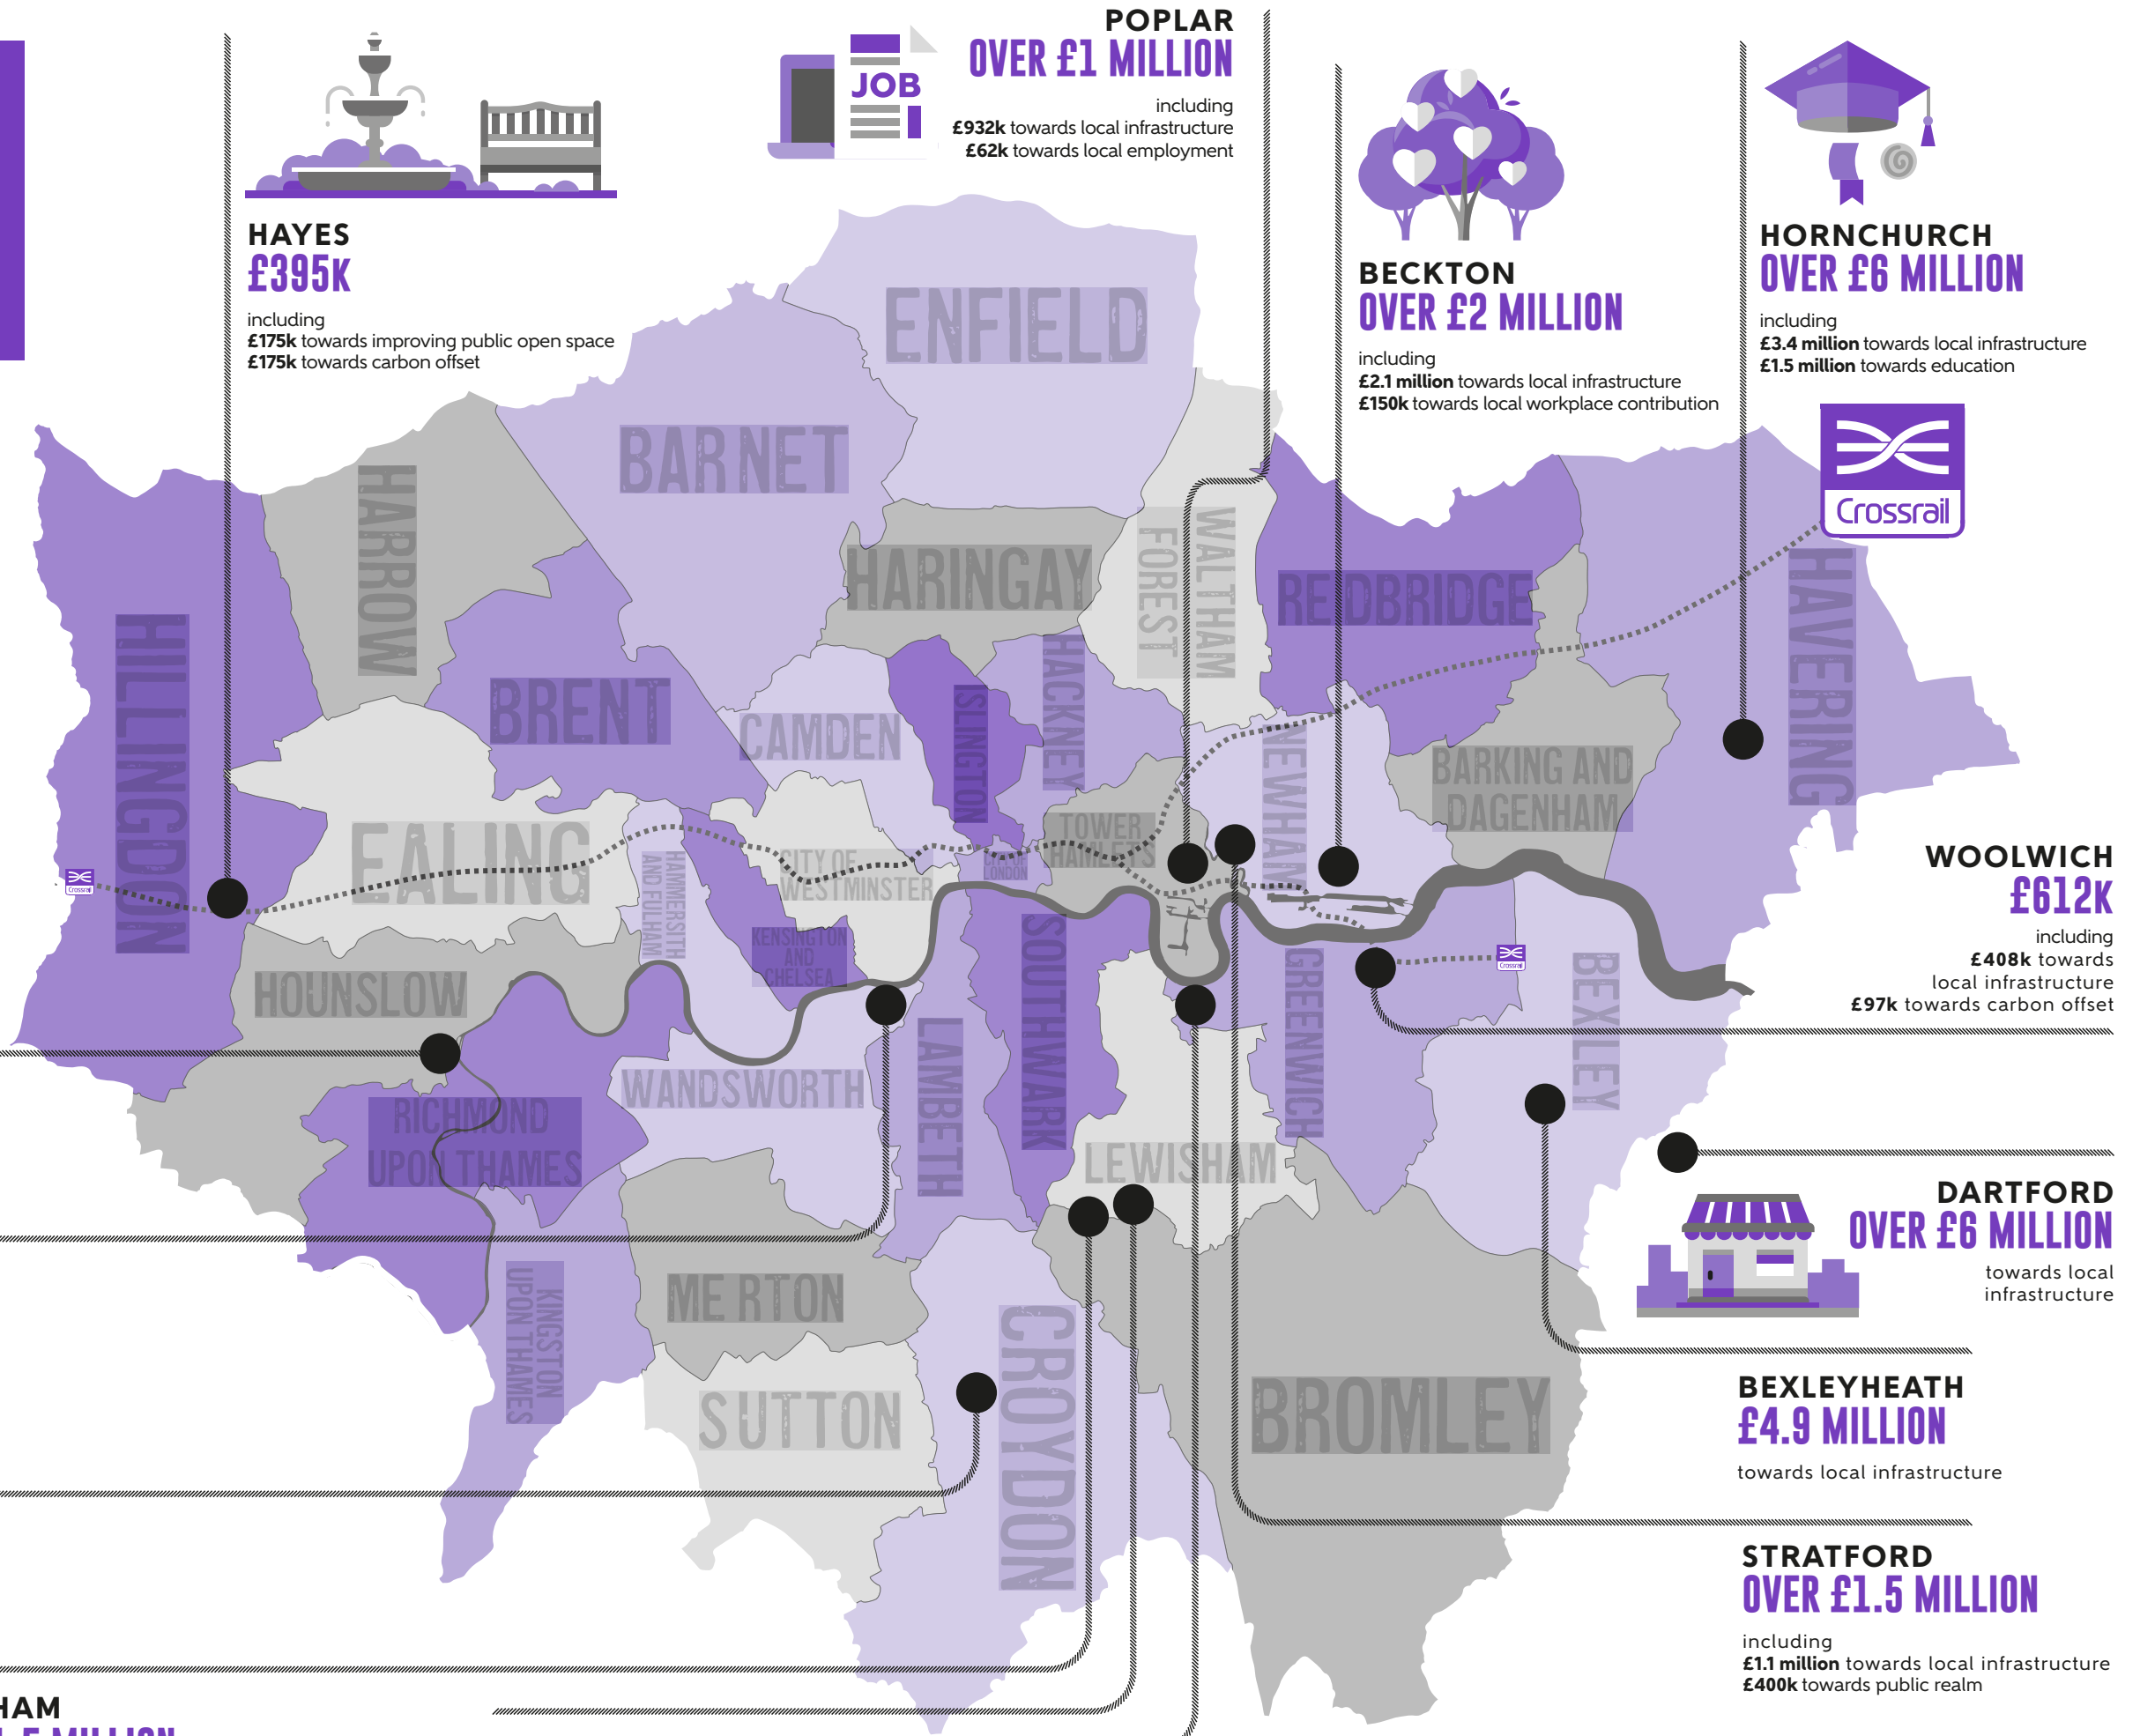 POPLAR
OVER £1 MILLION
including
£932k towards local infrastructure
£62k towards local employment
JOB
HAYES
£395K
including
£175k towards improving public open space
£175k towards carbon offset
BECKTON
OVER £2 MILLION
including
£2.1 million towards local infrastructure
£150k towards local workplace contribution
HORNCHURCH
OVER £6 MILLION
including
£3.4 million towards local infrastructure
£1.5 million towards education
Crossrail
ENFIELD
BARNET
HARROW
HARINGAY
WALTHAM
FOREST
REDBRIDGE
HAVERING
HILLINGDON
BRENT
CAMDEN
ISLINGTON
HACKNEY
NEWHAM
BARKING AND
DAGENHAM
EALING
HAMMERSITH
AND FULHAM
CITY OF
WESTMINSTER
CITY OF
LONDON
TOWER
HAMLETS
Crossrail
KENSINGTON
AND
CHELSEA
HOUNSLOW
SOUTHWARK
GREENWICH
Crossrail
BEXLEY
WOOLWICH
£612K
including
£408k towards
local infrastructure
£97k towards carbon offset
RICHMOND
UPON THAMES
WANDSWORTH
LAMBETH
LEWISHAM
DARTFORD
OVER £6 MILLION
towards local
infrastructure
KINGSTON
UPON THAMES
MERTON
SUTTON
CROYDON
BROMLEY
BEXLEYHEATH
£4.9 MILLION
towards local infrastructure
STRATFORD
OVER £1.5 MILLION
including
£1.1 million towards local infrastructure
£400k towards public realm
HAM